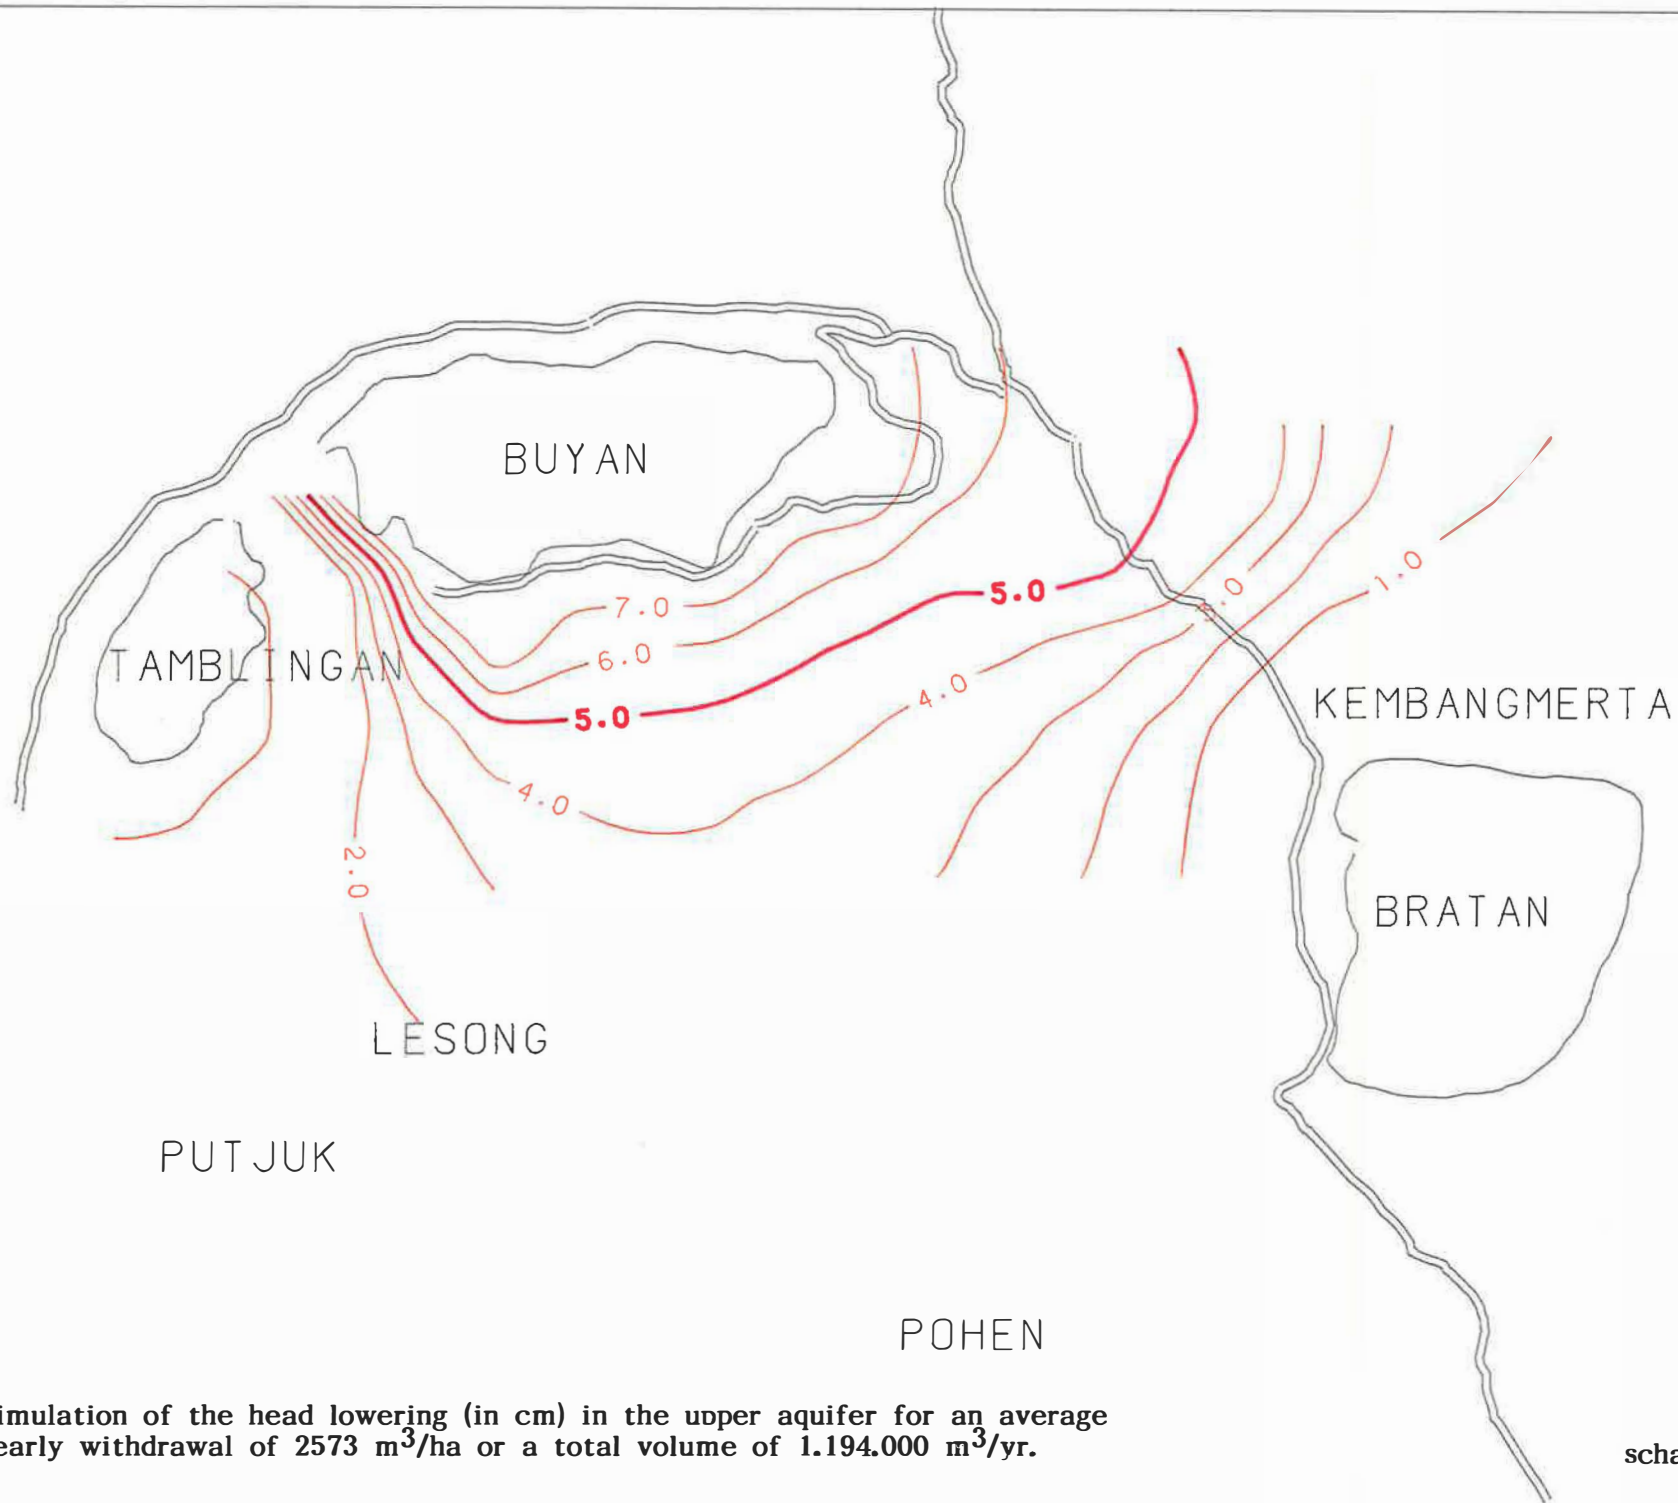 BUYAN
TAMBLINGAN
7.0
6.0
5.0
5.0
4.0
4.0
1.0
2.0
KEMBANGMERTA
BRATAN
LESONG
PUTJUK
POHEN
imulation of the head lowering (in cm) in the upper aquifer for an average
early withdrawal of 2573 m³/ha or a total volume of 1.194.000 m³/yr.
scha